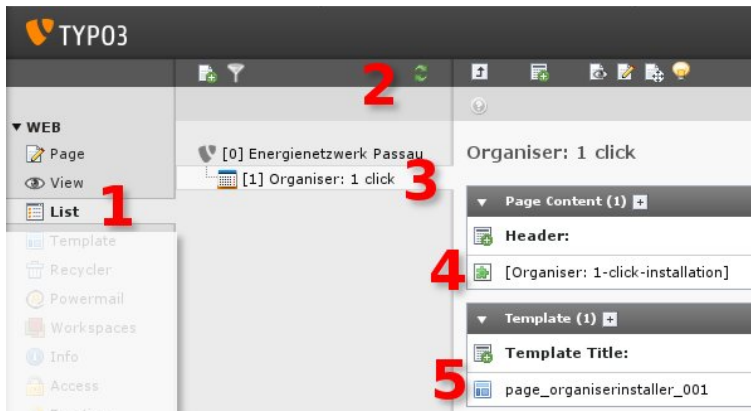 TYPO3
2
WEB
Page
View
List
1
Template
Recycler
Powermail
Workspaces
Info
Access
[0] Energienetzwerk Passau
[1] Organiser: 1 click
3
Organiser: 1 click
Page Content (1)
Header:
4
[Organiser: 1-click-installation]
Template (1)
Template Title:
5
page_organiserinstaller_001